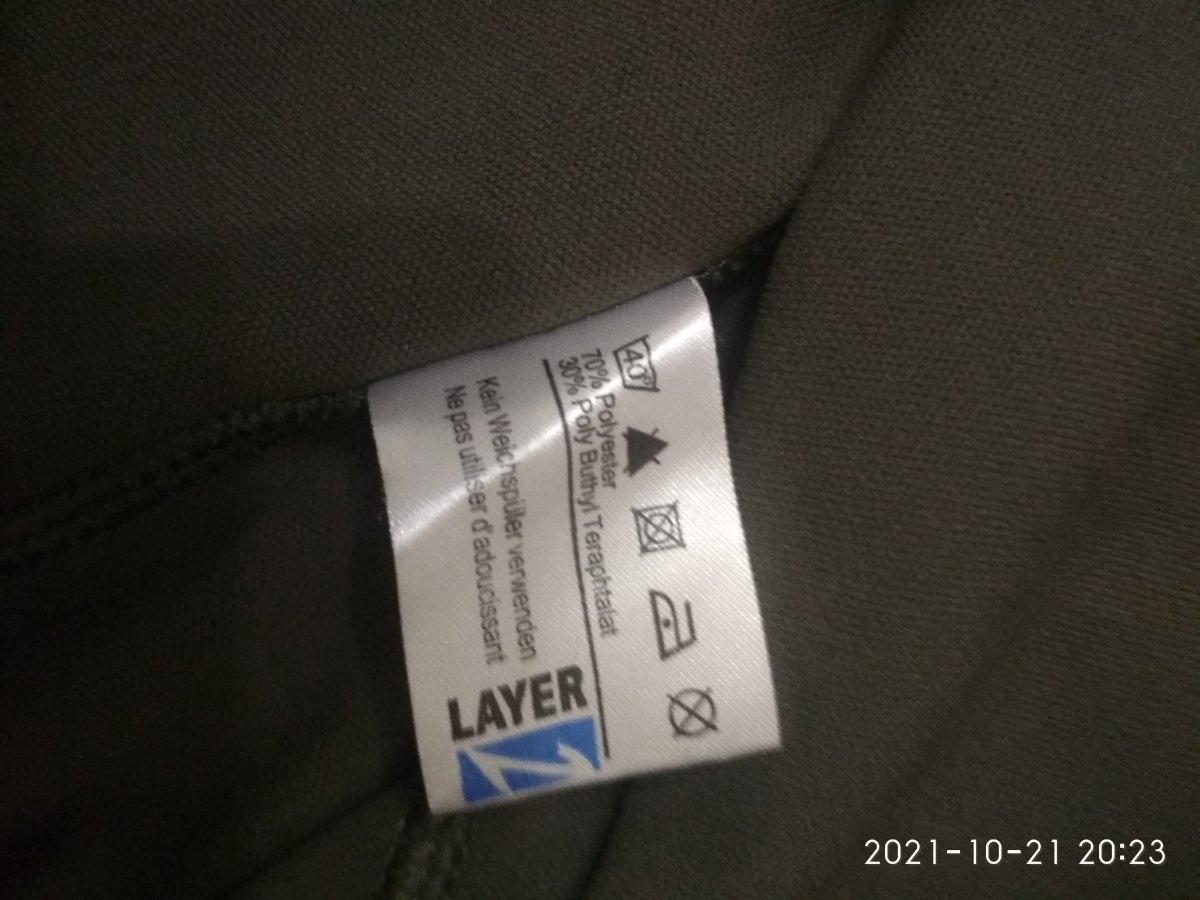 40°
70% Polyester
30% Poly Buthyl Teraphtalat
Kein Weichspüller verwenden
Ne pas utiliser d'adoucissant
LAYER
2021-10-21 20:23